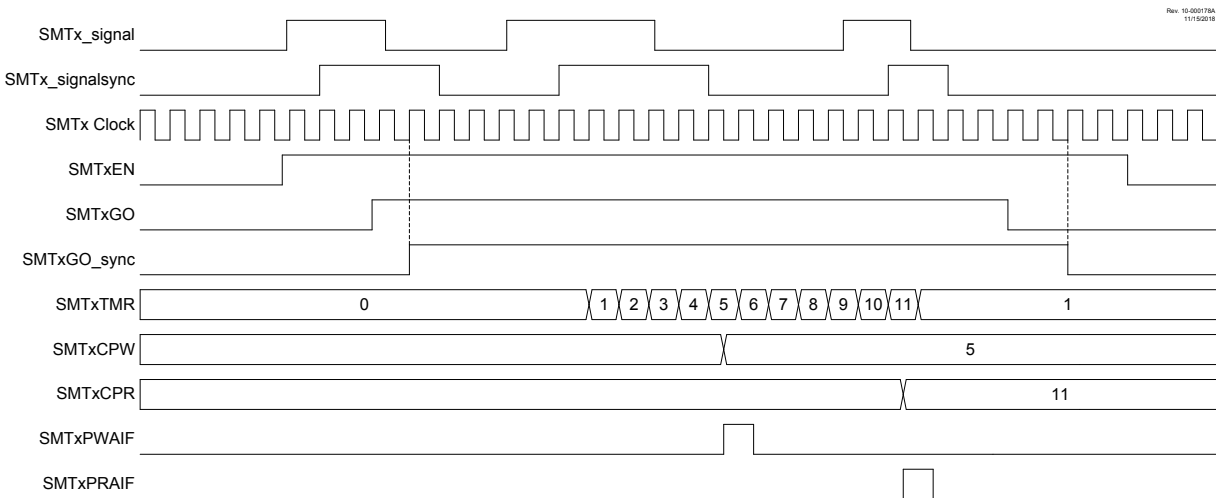 Rev. 10-000178A
11/15/2018
SMTx_signal
SMTx_signalsync
SMTx Clock
SMTxEN
SMTxGO
SMTxGO_sync
SMTxTMR 0 1 2 3 4 5 6 7 8 9 10 11 1
SMTxCPW 5
SMTxCPR 11
SMTxPWAIF
SMTxPRAIF